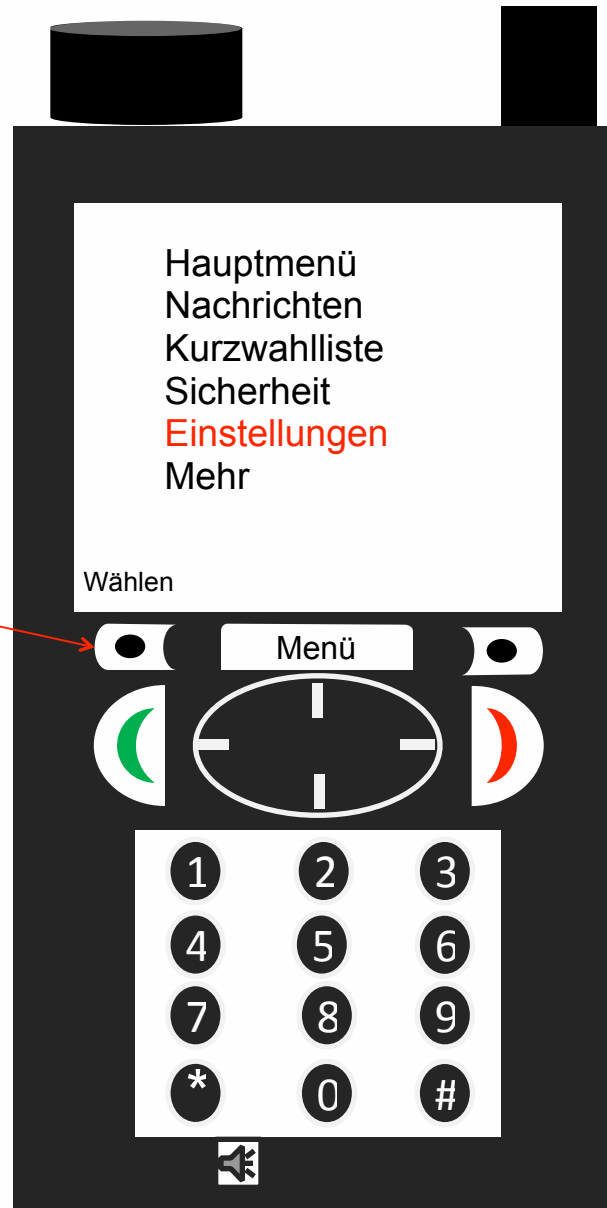 Hauptmenü
Nachrichten
Kurzwahlliste
Sicherheit
Einstellungen
Mehr
Wählen
Menü
1 2 3
4 5 6
7 8 9
* 0 #